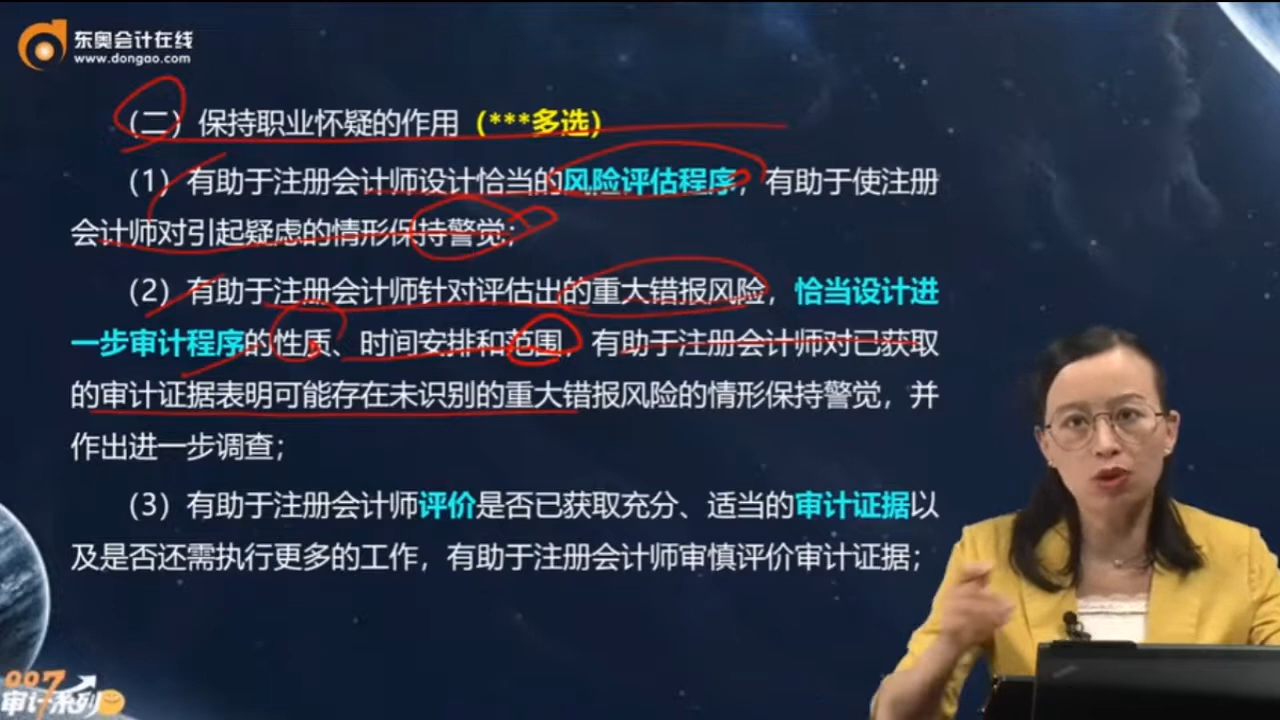 东奥会计在线
www.dongao.com
（二）保持职业怀疑的作用（***多选）
（1）有助于注册会计师设计恰当的风险评估程序，有助于使注册
会计师对引起疑虑的情形保持警觉；
（2）有助于注册会计师针对评估出的重大错报风险，恰当设计进
一步审计程序的性质、时间安排和范围，有助于注册会计师对已获取
的审计证据表明可能存在未识别的重大错报风险的情形保持警觉，并
作出进一步调查；
（3）有助于注册会计师评价是否已获取充分、适当的审计证据以
及是否还需执行更多的工作，有助于注册会计师审慎评价审计证据；
007
审计系列